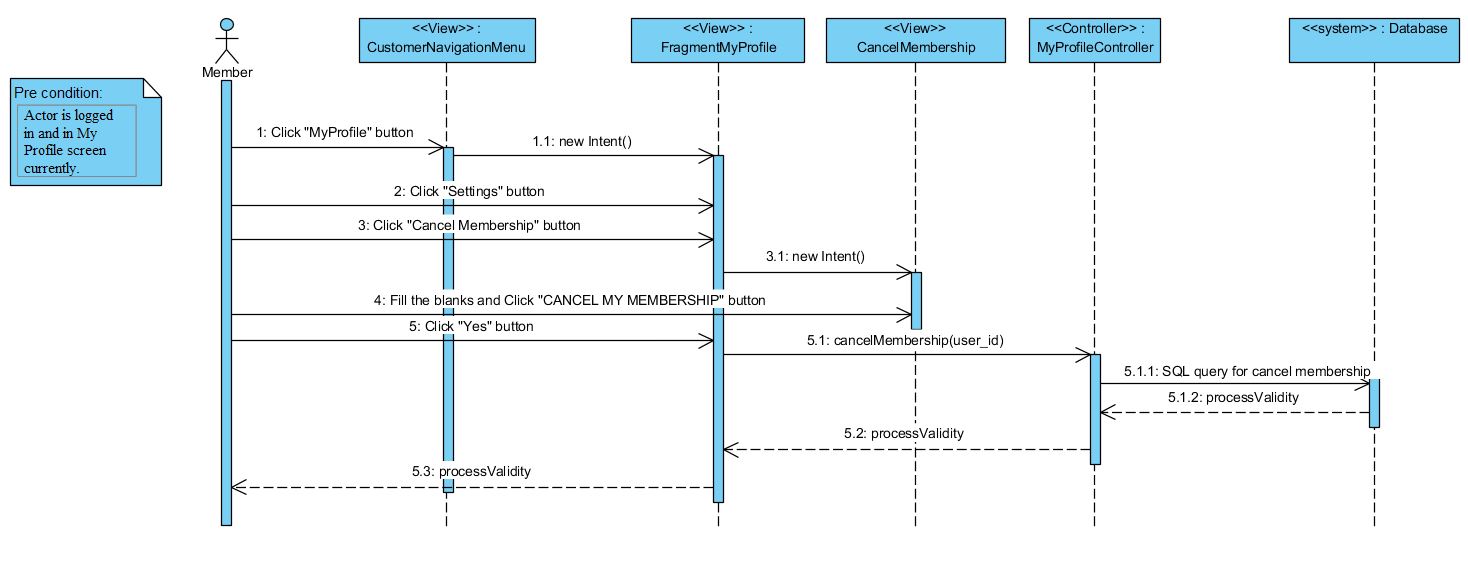 <<View>> :
CustomerNavigationMenu
<<View>> :
FragmentMyProfile
<<View>>
CancelMembership
<<Controller>> :
MyProfileController
<<system>> : Database
Member
Pre condition:
Actor is logged
in and in My
Profile screen
currently.
1: Click "MyProfile" button
1.1: new Intent()
2: Click "Settings" button
3: Click "Cancel Membership" button
3.1: new Intent()
4: Fill the blanks and Click "CANCEL MY MEMBERSHIP" button
5: Click "Yes" button
5.1: cancelMembership(user_id)
5.1.1: SQL query for cancel membership
5.1.2: processValidity
5.2: processValidity
5.3: processValidity